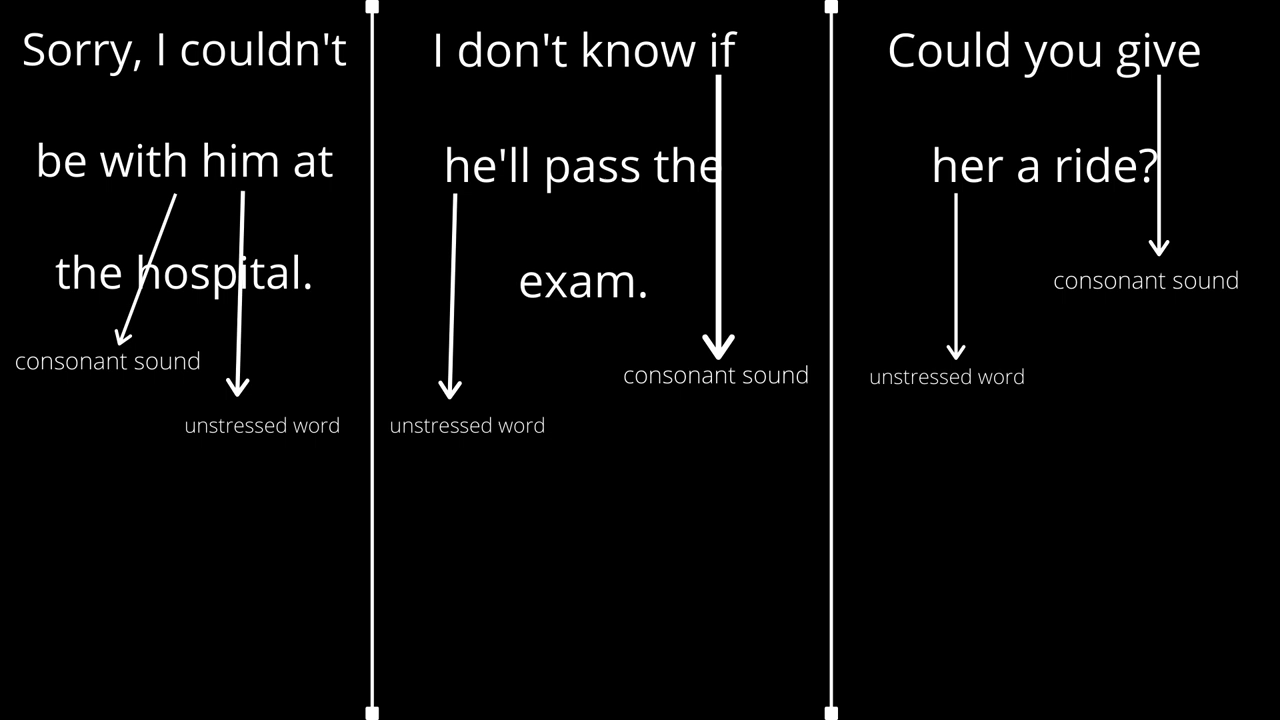 Sorry, I couldn't
be with him at
the hospital.
consonant sound
unstressed word
I don't know if
he'll pass the
exam.
consonant sound
unstressed word
Could you give
her a ride?
consonant sound
unstressed word